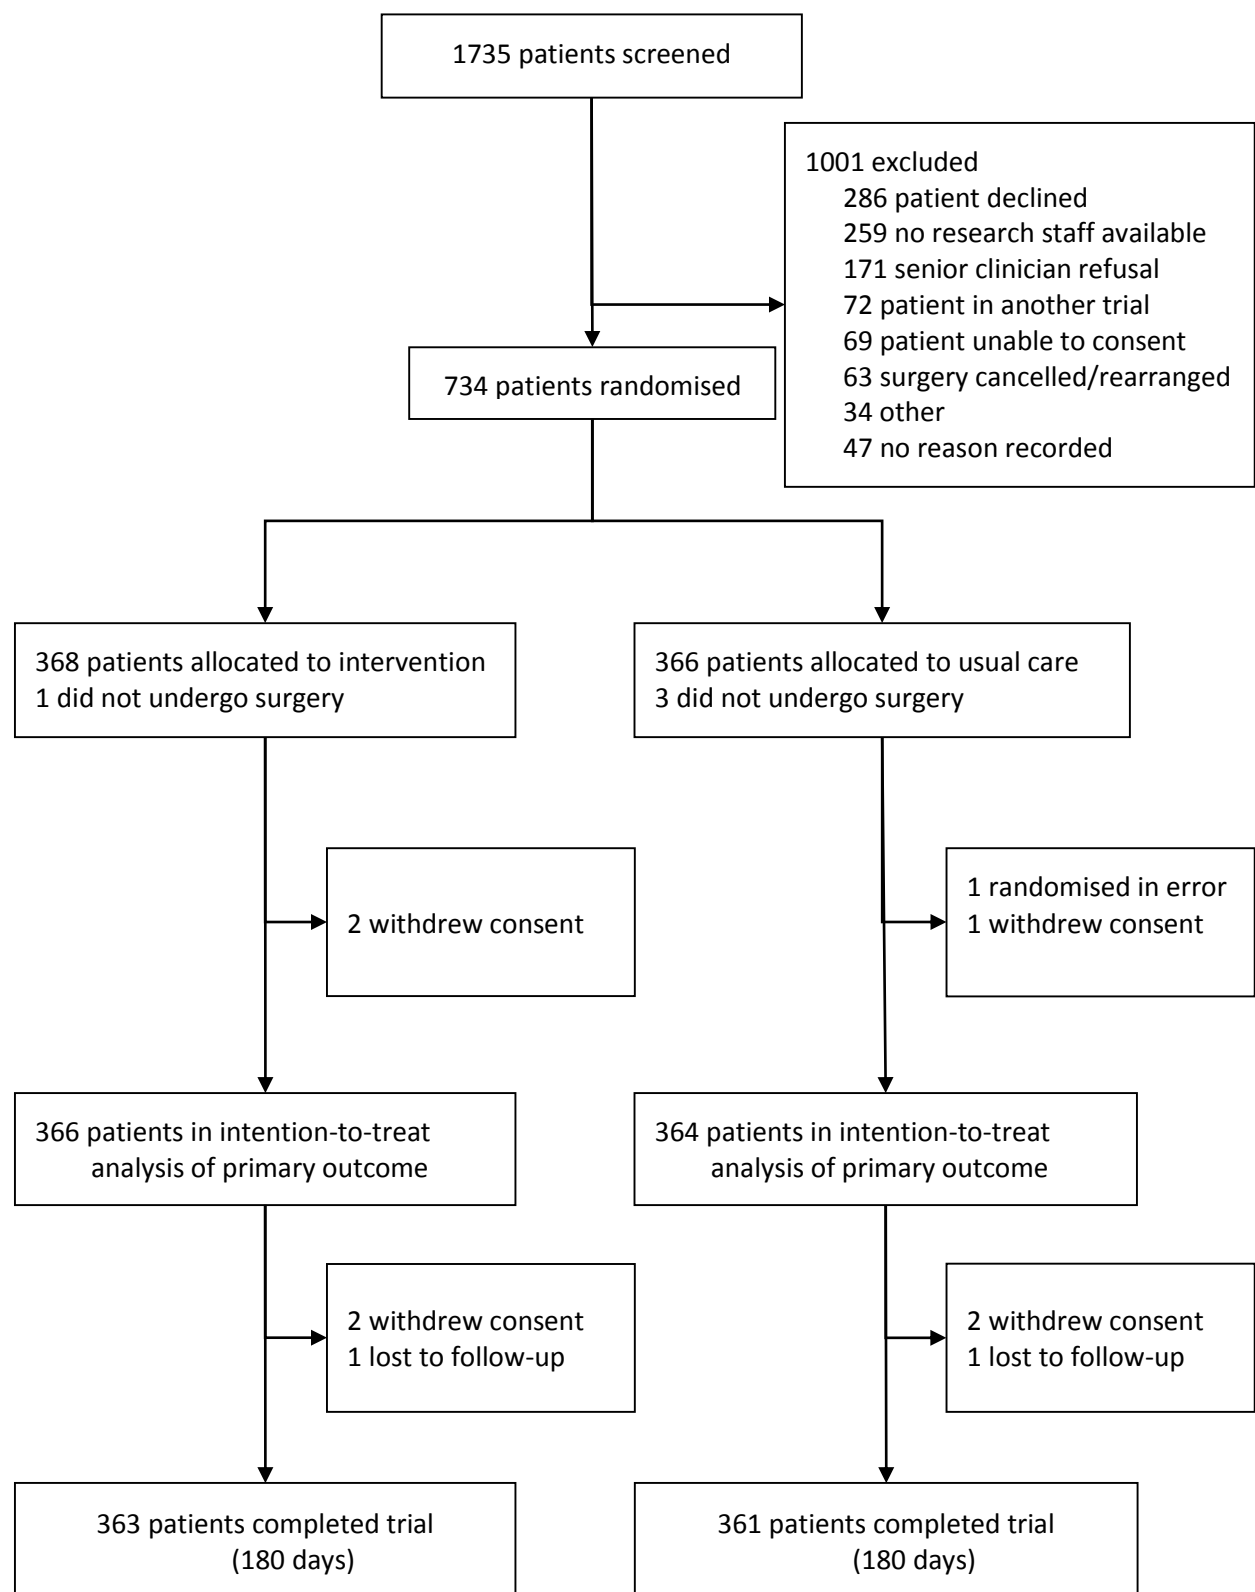 1735 patients screened
1001 excluded
286 patient declined
259 no research staff available
171 senior clinician refusal
72 patient in another trial
69 patient unable to consent
63 surgery cancelled/rearranged
34 other
47 no reason recorded
734 patients randomised
368 patients allocated to intervention
1 did not undergo surgery
366 patients allocated to usual care
3 did not undergo surgery
2 withdrew consent
1 randomised in error
1 withdrew consent
366 patients in intention-to-treat
analysis of primary outcome
364 patients in intention-to-treat
analysis of primary outcome
2 withdrew consent
1 lost to follow-up
2 withdrew consent
1 lost to follow-up
363 patients completed trial
(180 days)
361 patients completed trial
(180 days)